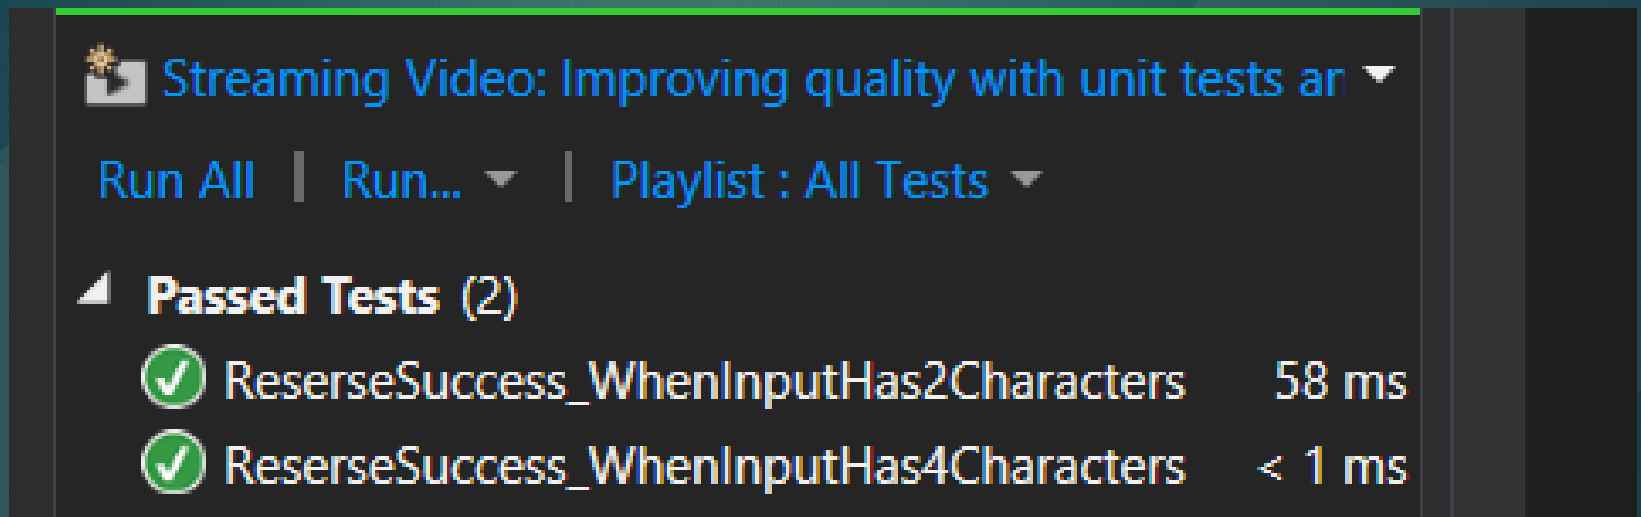 Streaming Video: Improving quality with unit tests an
Run All | Run... | Playlist : All Tests
Passed Tests (2)
ReserseSuccess_WhenInputHas2Characters 58 ms
ReserseSuccess_WhenInputHas4Characters < 1 ms